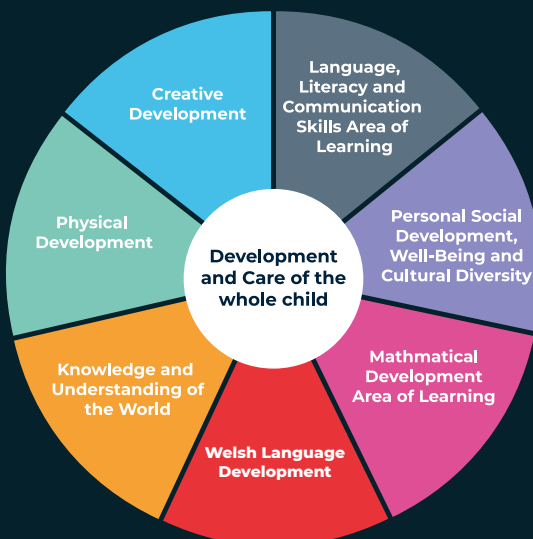 Language,
Literacy and
Communication
Skills Area of
Learning
Personal Social
Development,
Well-Being and
Cultural Diversity
Mathmatical
Development
Area of Learning
Welsh Language
Development
Knowledge and
Understanding of
the World
Physical
Development
Creative
Development
Development
and Care of the
whole child